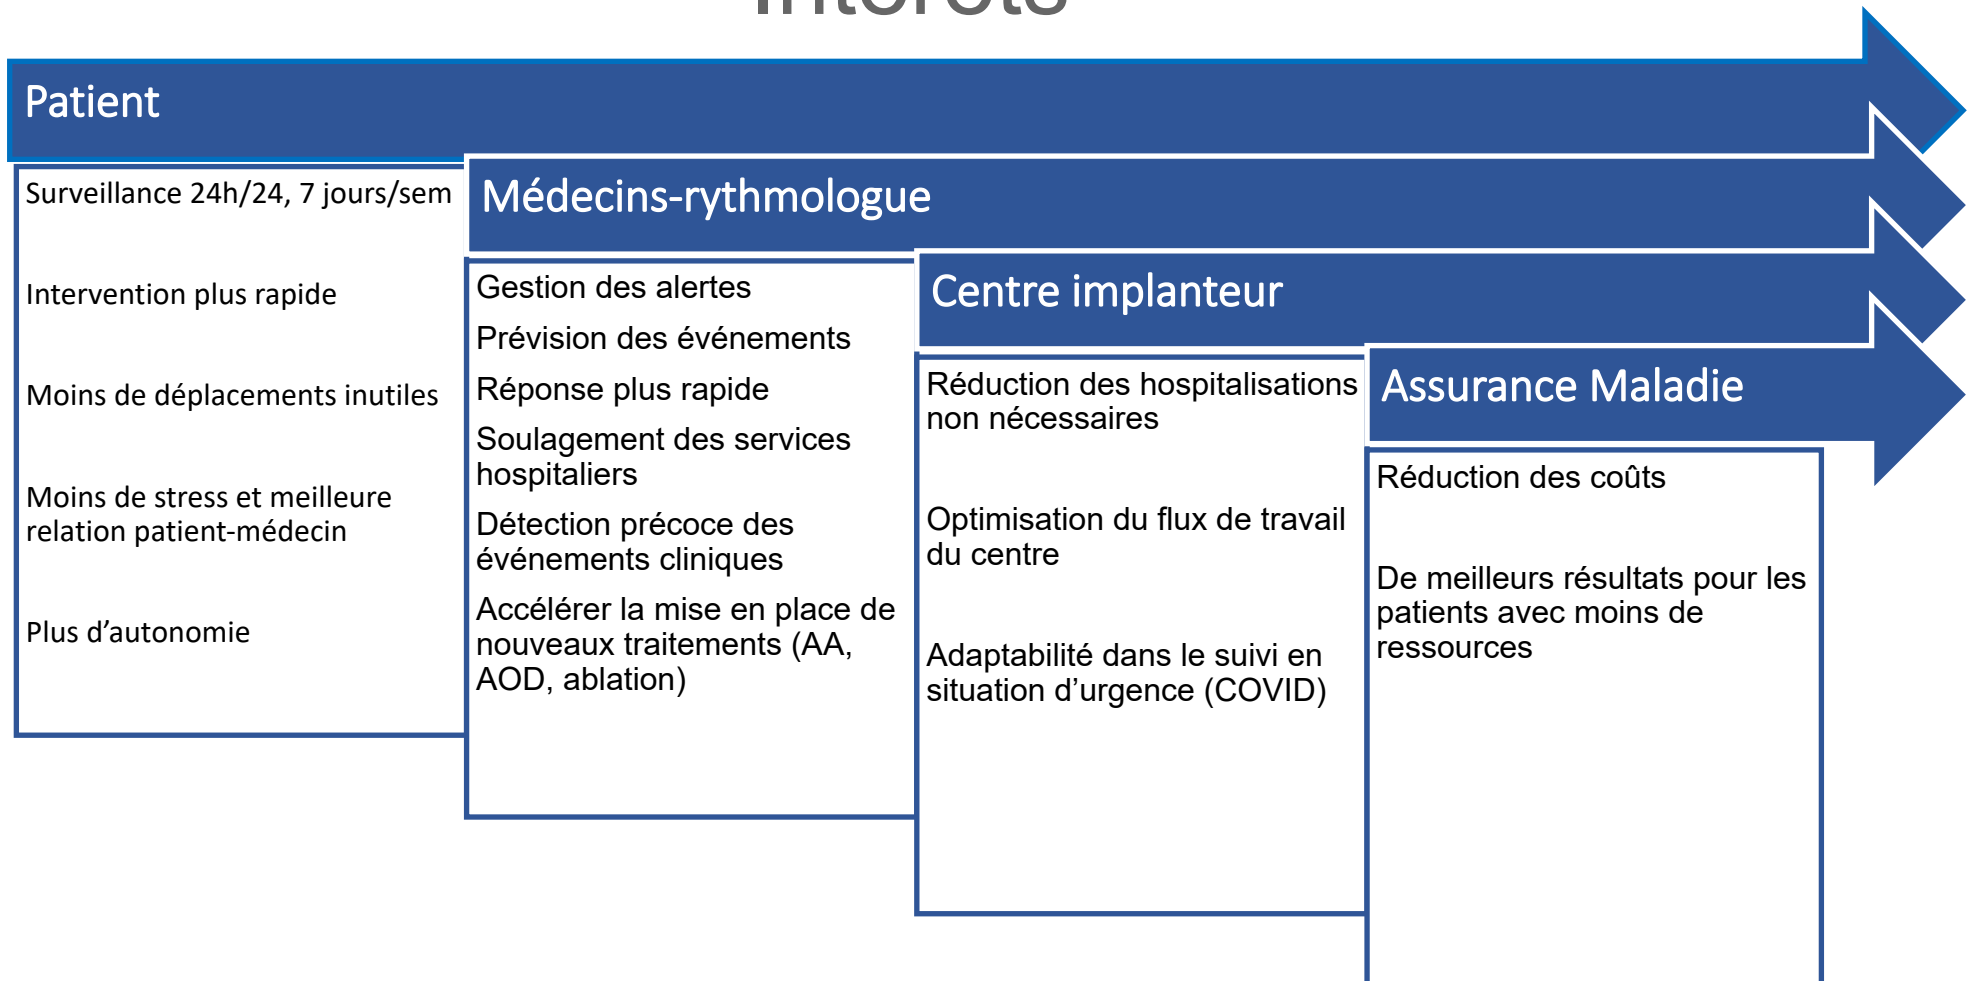 Intérêts
Patient
Surveillance 24h/24, 7 jours/sem
Intervention plus rapide
Moins de déplacements inutiles
Moins de stress et meilleure
relation patient-médecin
Plus d’autonomie
Médecins-rythmologue
Gestion des alertes
Prévision des événements
Réponse plus rapide
Soulagement des services
hospitaliers
Détection précoce des
événements cliniques
Accélérer la mise en place de
nouveaux traitements (AA,
AOD, ablation)
Centre implanteur
Réduction des hospitalisations
non nécessaires
Optimisation du flux de travail
du centre
Adaptabilité dans le suivi en
situation d’urgence (COVID)
Assurance Maladie
Réduction des coûts
De meilleurs résultats pour les
patients avec moins de
ressources